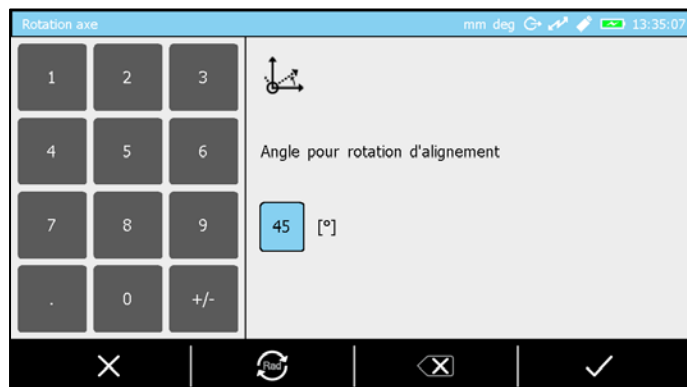 Rotation axe
mm deg 13:35:07
1 2 3
4 5 6
7 8 9
. 0 +/-
Angle pour rotation d'alignement
45 [°]
Rad